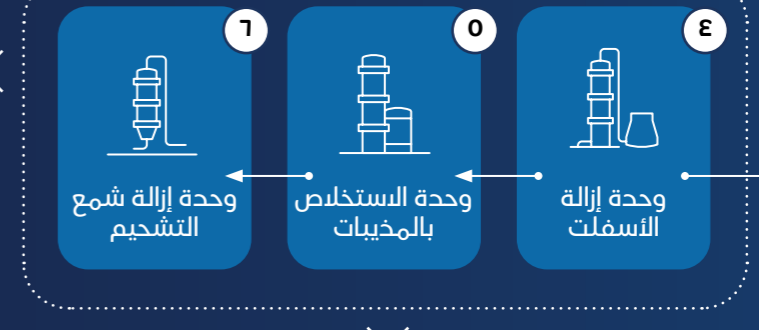 ٤
وحدة إزالة
الأسفلت
٥
وحدة الاستخلاص
بالمذيبات
٦
وحدة إزالة شمع
التشحيم